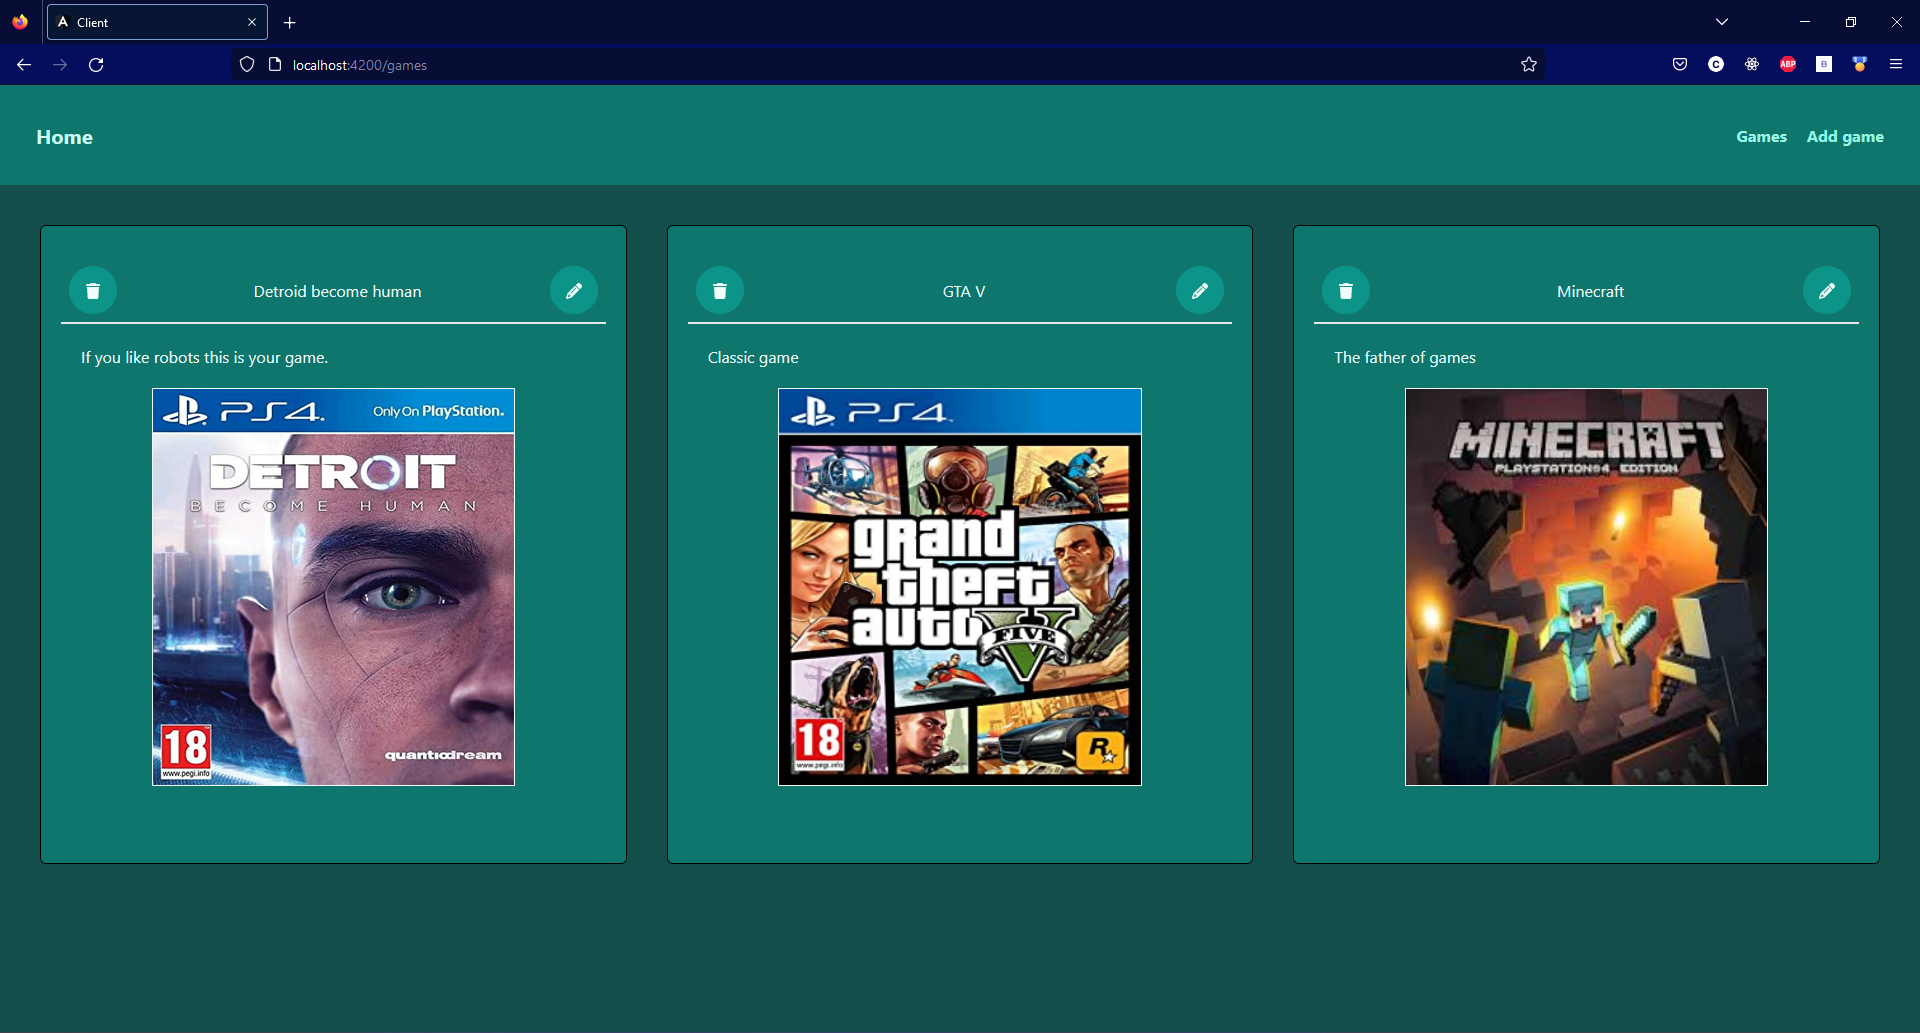 Client
localhost:4200/games
C
ABP
B
Home
Games
Add game
Detroid become human
GTA V
Minecraft
If you like robots this is your game.
Classic game
The father of games
PS4 Only On PlayStation.
DETROIT
BECOME HUMAN
18
www.pegi.info
quanticdream
PS4
grand
theft
auto
FIVE
V
18
www.pegi.info
R
MINECRAFT
PLAYSTATION®4 EDITION